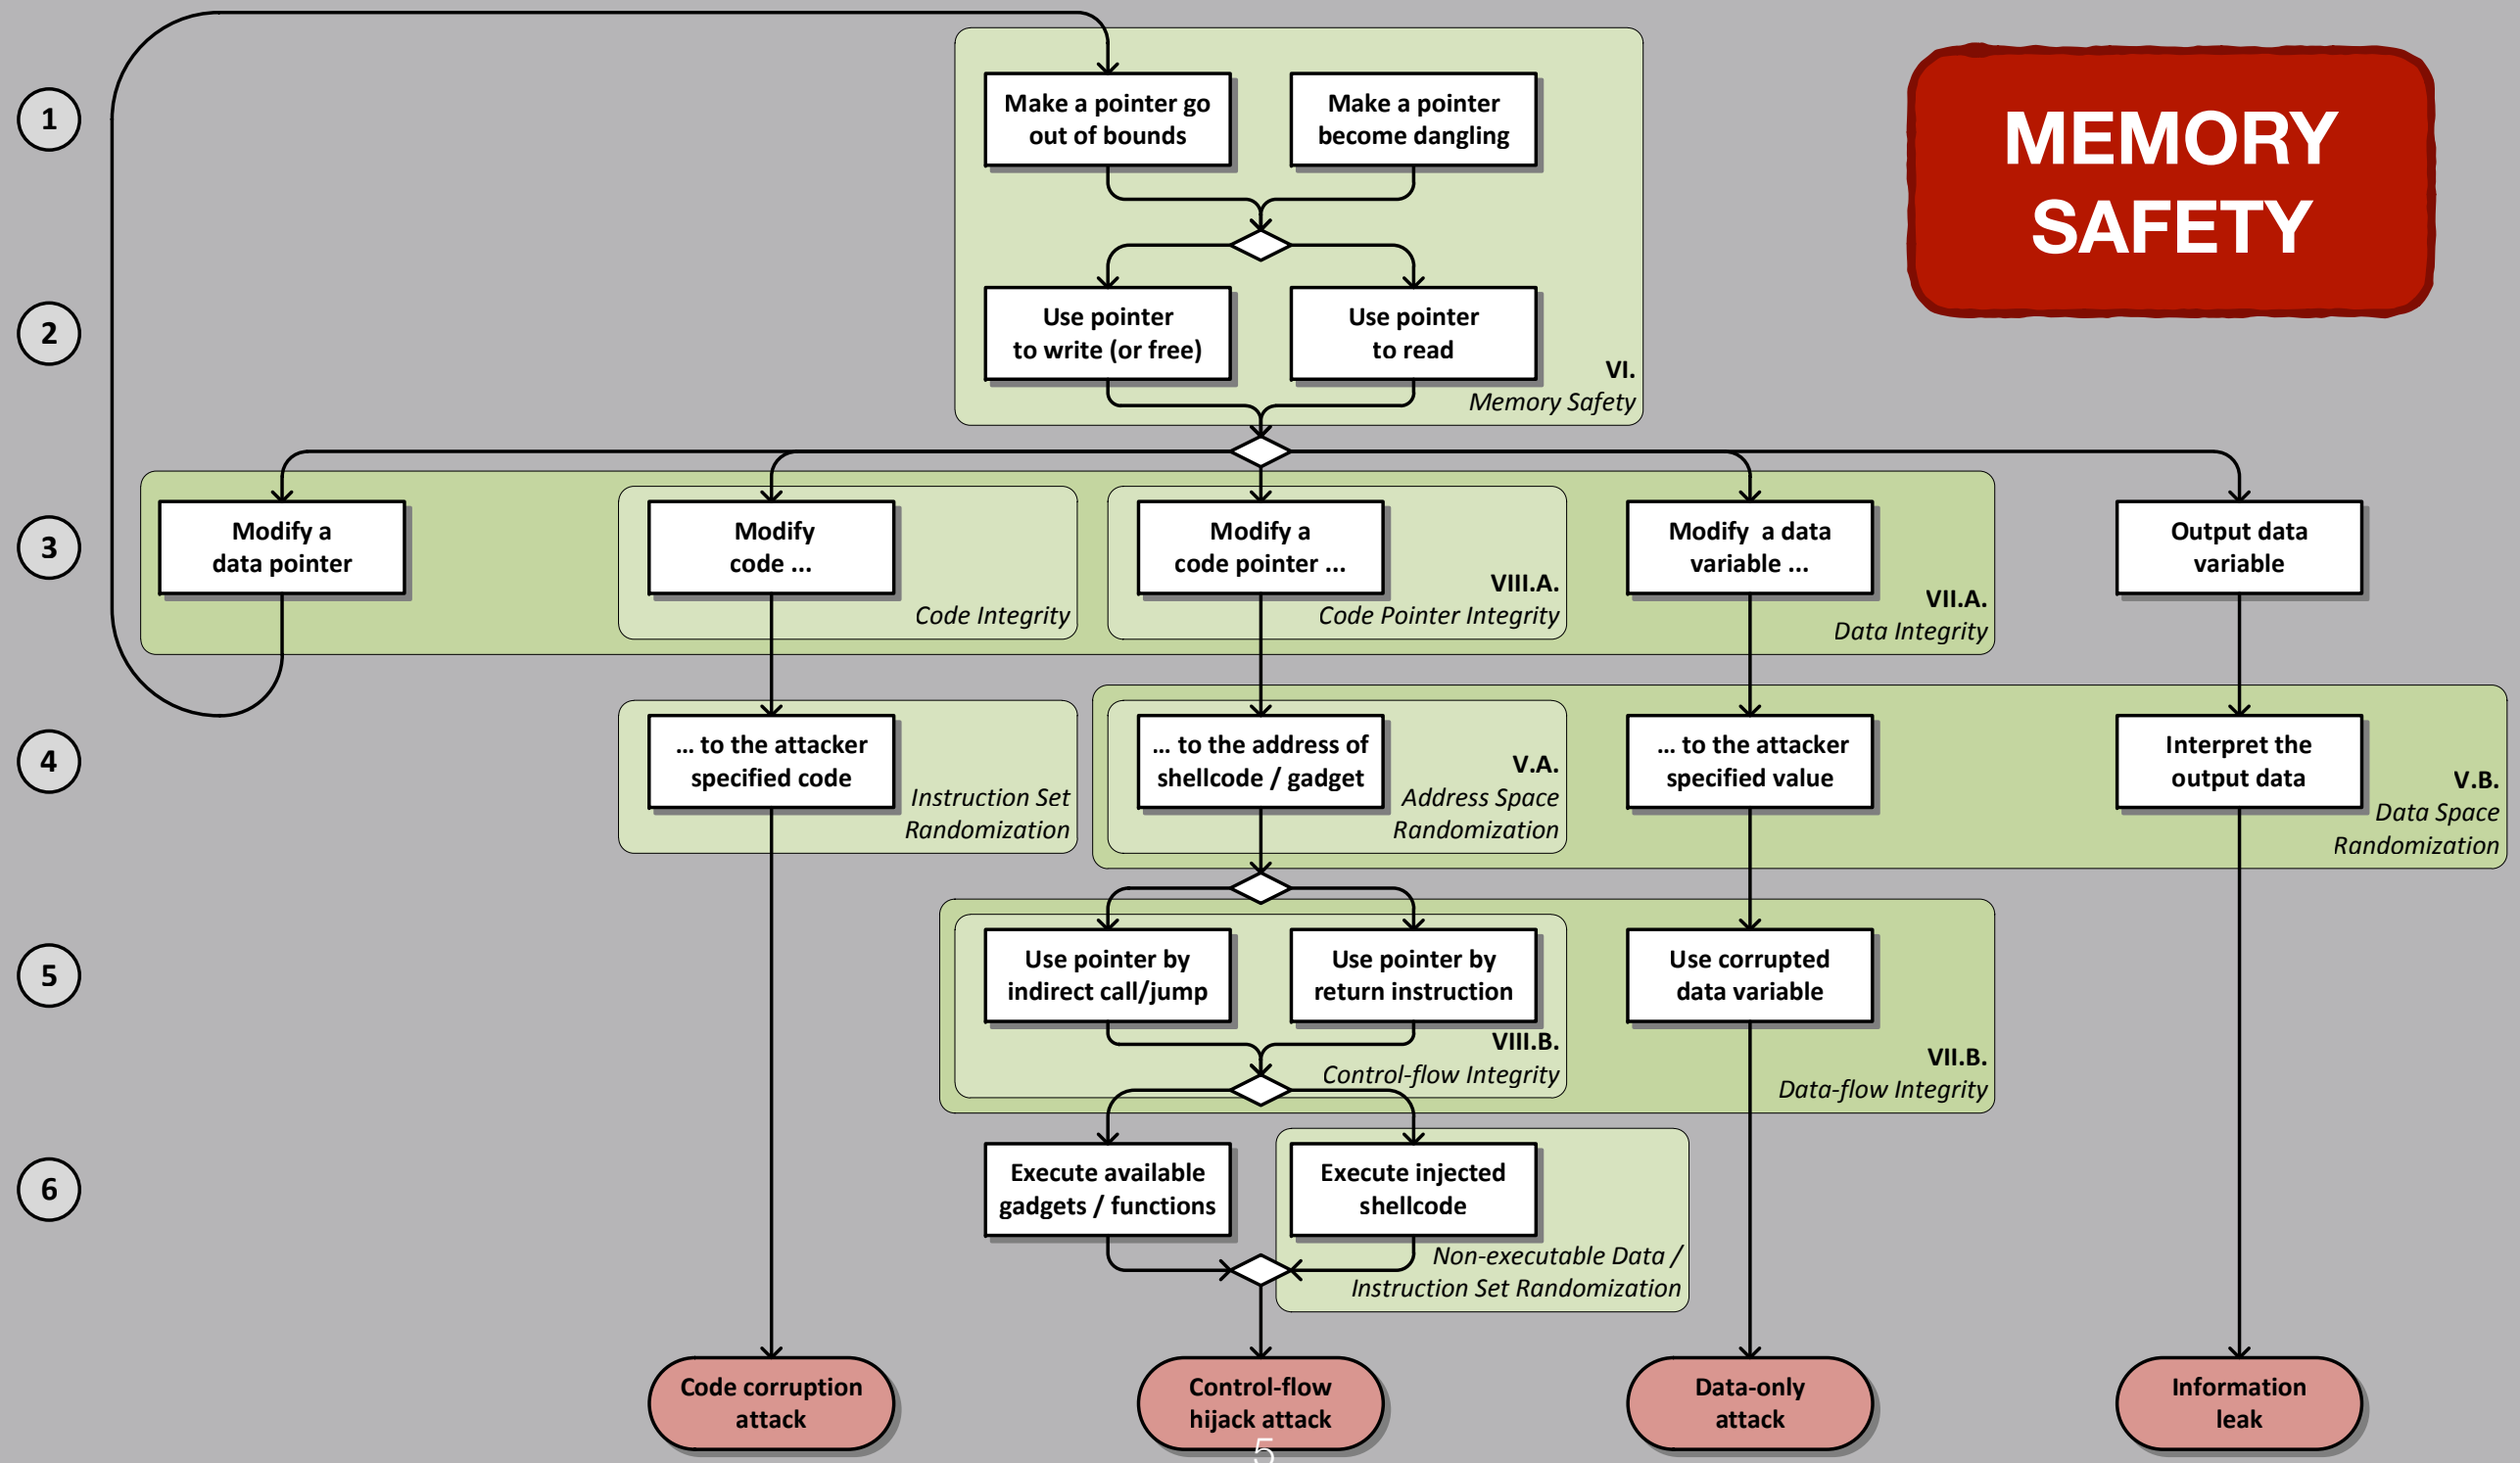 MEMORY
SAFETY
1
Make a pointer go
out of bounds
Make a pointer
become dangling
2
Use pointer
to write (or free)
Use pointer
to read
VI.
Memory Safety
3
Modify a
data pointer
Modify
code ...
Code Integrity
Modify a
code pointer ...
VIII.A.
Code Pointer Integrity
Modify a data
variable ...
VII.A.
Data Integrity
Output data
variable
4
... to the attacker
specified code
Instruction Set
Randomization
... to the address of
shellcode / gadget
V.A.
Address Space
Randomization
... to the attacker
specified value
Interpret the
output data
V.B.
Data Space
Randomization
5
Use pointer by
indirect call/jump
Use pointer by
return instruction
VIII.B.
Control-flow Integrity
Use corrupted
data variable
VII.B.
Data-flow Integrity
6
Execute available
gadgets / functions
Execute injected
shellcode
Non-executable Data /
Instruction Set Randomization
Code corruption
attack
Control-flow
hijack attack
Data-only
attack
Information
leak
5